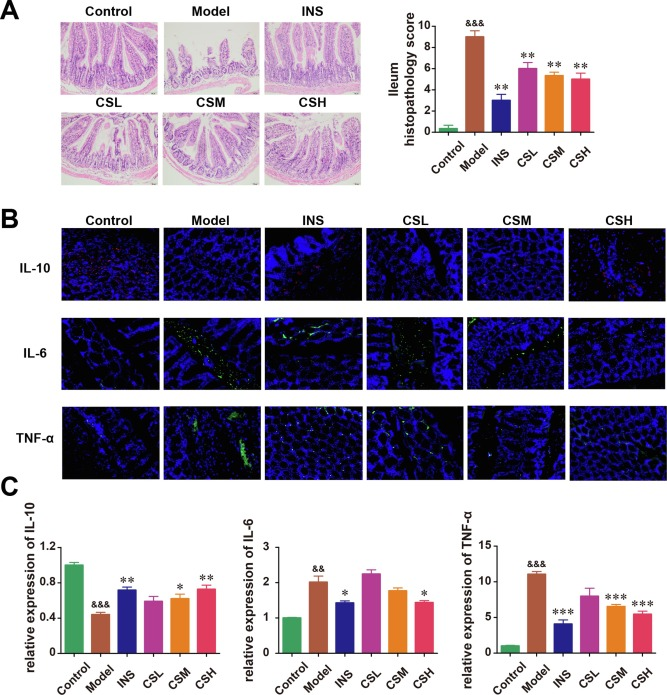 A
Control Model INS
CSL CSM CSH
Ileum
histopathology score
10
8
6
4
2
0
&&&
**
**
**
**
Control
Model
INS
CSL
CSM
CSH
B
Control Model INS CSL CSM CSH
IL-10
IL-6
TNF-α
C
relative expression of IL-10
1.2
0.8
0.4
0.0
&&&
**
*
**
Control
Model
INS
CSL
CSM
CSH
relative expression of IL-6
3
2
1
0
&&
*
*
Control
Model
INS
CSL
CSM
CSH
relative expression of TNF-α
15
10
5
0
&&&
***
***
***
Control
Model
INS
CSL
CSM
CSH